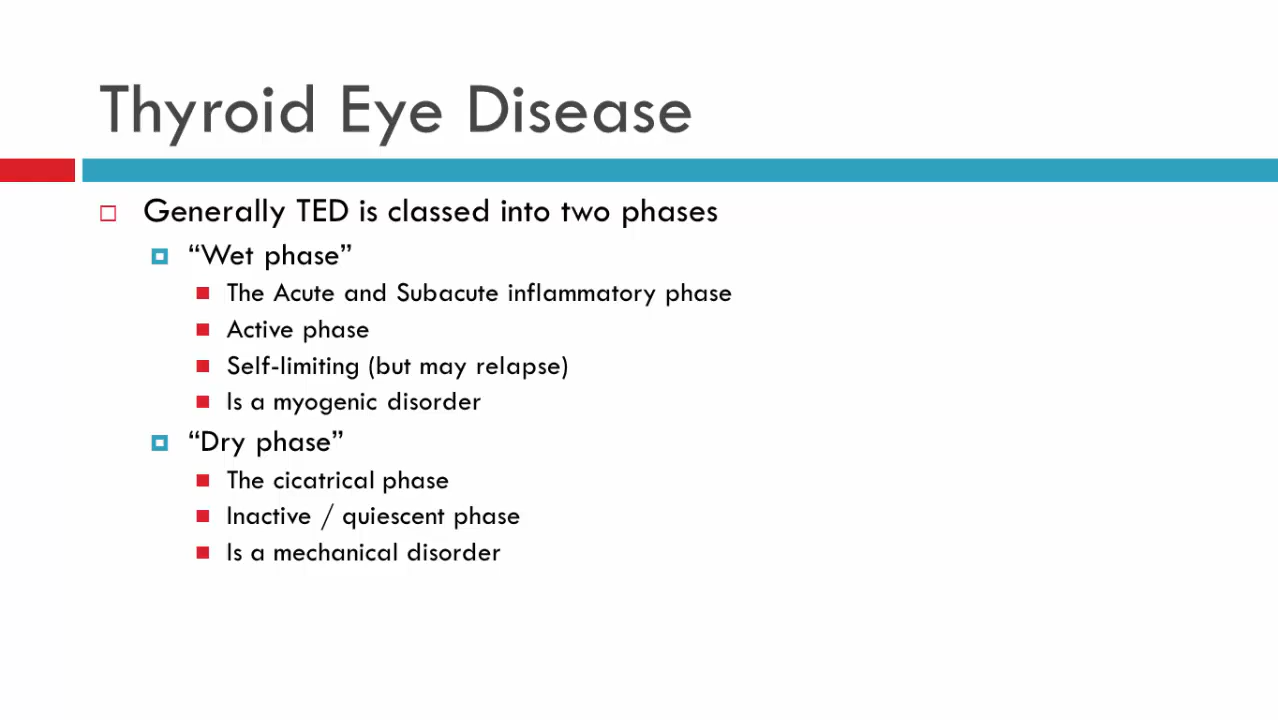 Thyroid Eye Disease
Generally TED is classed into two phases
“Wet phase”
The Acute and Subacute inflammatory phase
Active phase
Self-limiting (but may relapse)
Is a myogenic disorder
“Dry phase”
The cicatrical phase
Inactive / quiescent phase
Is a mechanical disorder